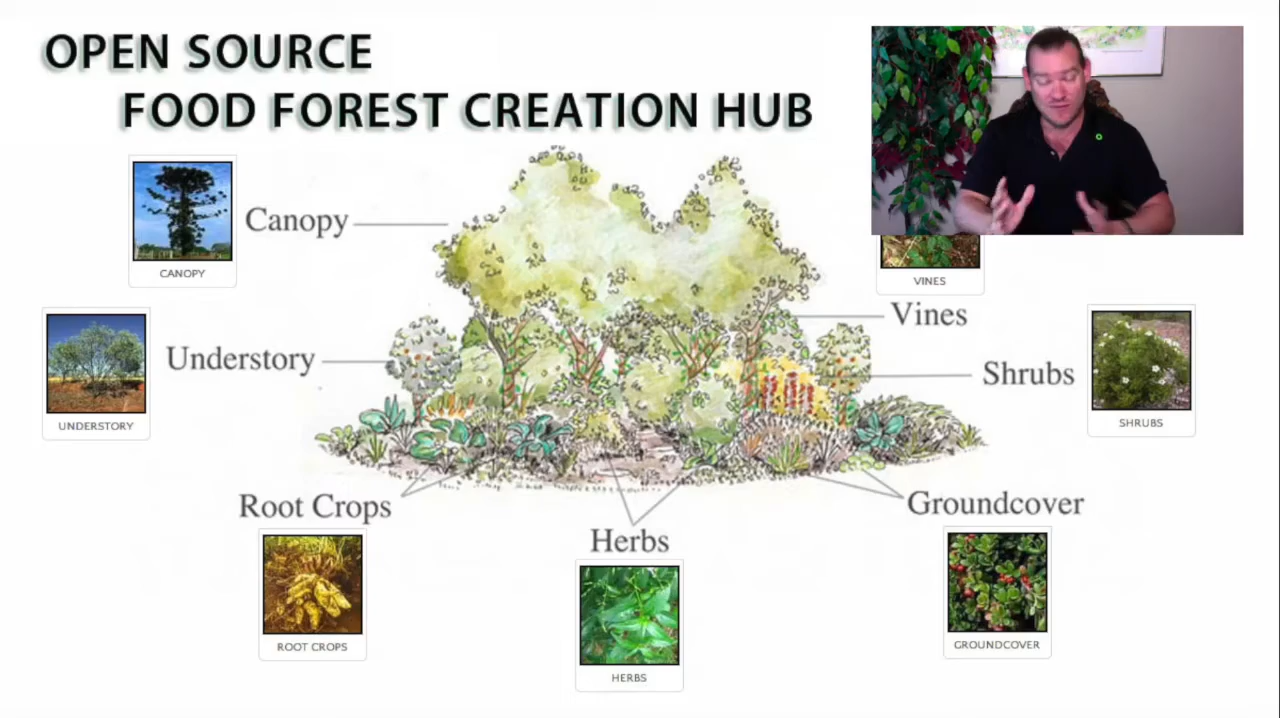 OPEN SOURCE
FOOD FOREST CREATION HUB
Canopy
CANOPY
VINES
Vines
Understory
UNDERSTORY
Shrubs
SHRUBS
Root Crops
ROOT CROPS
Herbs
HERBS
Groundcover
GROUNDCOVER